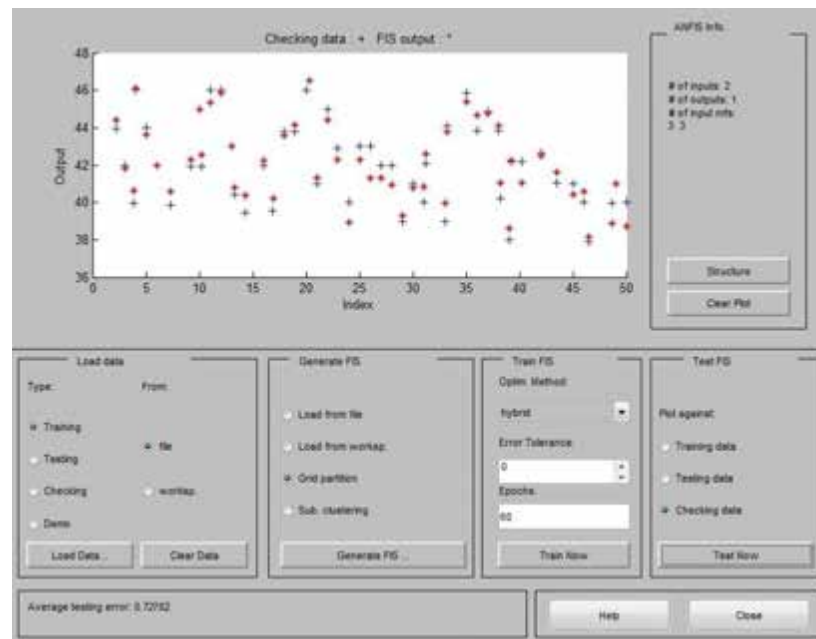 Checking data : +   FIS output : *
48
46
44
42
40
38
36
Output
0 5 10 15 20 25 30 35 40 45 50
Index
ANFIS Info.
# of inputs: 2
# of outputs: 1
# of input mfs:
3 3
Structure
Clear Plot
Load data
Type:
From:
Training
Testing
Checking
Demo
file
worksp.
Load Data...
Clear Data
Generate FIS
Load from file
Load from worksp.
Grid partition
Sub. clustering
Generate FIS ...
Train FIS
Optim. Method:
hybrid
Error Tolerance:
0
Epochs:
60
Train Now
Test FIS
Plot against:
Training data
Testing data
Checking data
Test Now
Average testing error:
Help
Close